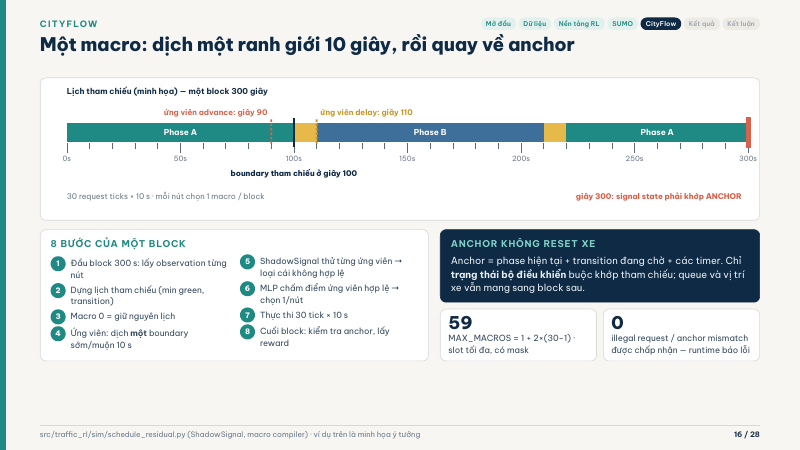 CITYFLOW
Mở đầu
Dữ liệu
Nền tảng RL
SUMO
CityFlow
Kết quả
Kết luận
Một macro: dịch một ranh giới 10 giây, rồi quay về anchor
Lịch tham chiếu (minh họa) — một block 300 giây
ứng viên advance: giây 90
ứng viên delay: giây 110
Phase A
Phase B
Phase A
0s
50s
100s
150s
200s
250s
300s
boundary tham chiếu ở giây 100
30 request ticks × 10 s · mỗi nút chọn 1 macro / block
giây 300: signal state phải khớp ANCHOR
8 BƯỚC CỦA MỘT BLOCK
1 Đầu block 300 s: lấy observation từng
nút
2 Dựng lịch tham chiếu (min green,
transition)
3 Macro 0 = giữ nguyên lịch
4 Ứng viên: dịch một boundary
sớm/muộn 10 s
5 ShadowSignal thử từng ứng viên →
loại cái không hợp lệ
6 MLP chấm điểm ứng viên hợp lệ →
chọn 1/nút
7 Thực thi 30 tick × 10 s
8 Cuối block: kiểm tra anchor, lấy
reward
ANCHOR KHÔNG RESET XE
Anchor = phase hiện tại + transition đang chờ + các timer. Chỉ
trạng thái bộ điều khiển buộc khớp tham chiếu; queue và vị trí
xe vẫn mang sang block sau.
59
MAX_MACROS = 1 + 2×(30−1) ·
slot tối đa, có mask
0
illegal request / anchor mismatch
được chấp nhận — runtime báo lỗi
src/traffic_rl/sim/schedule_residual.py (ShadowSignal, macro compiler) · ví dụ trên là minh họa ý tưởng
16 / 28